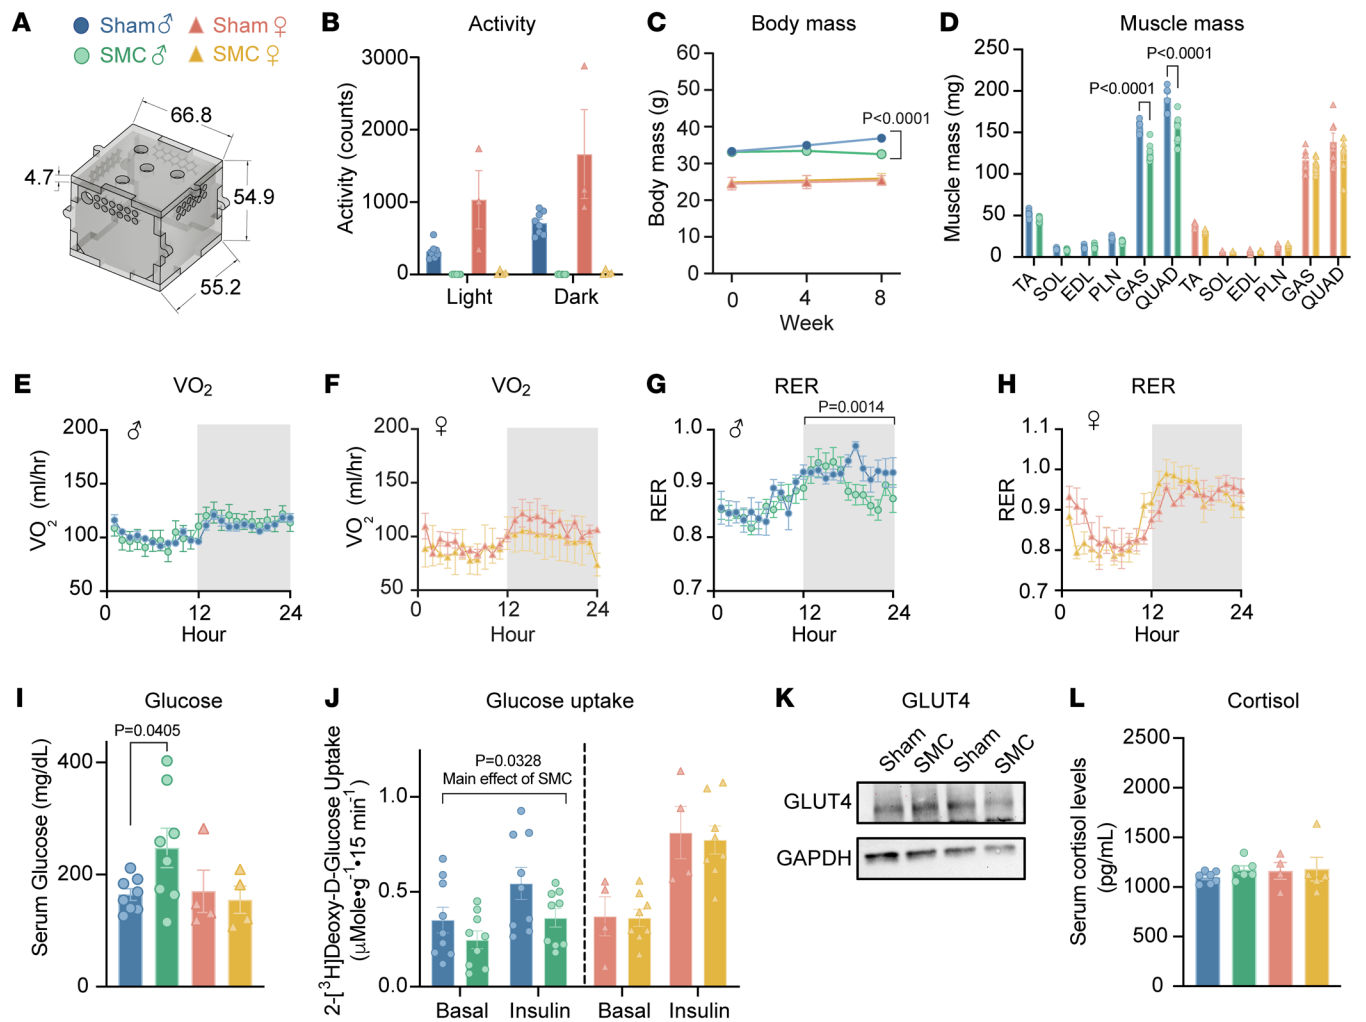 A
Sham♂ Sham♀
SMC♂ SMC♀
66.8
4.7
54.9
55.2
B
Activity
Activity (counts)
3000
2000
1000
0
Light Dark
C
Body mass
Body mass (g)
60
50
40
30
20
10
0
P<0.0001
0 4 8
Week
D
Muscle mass
Muscle mass (mg)
250
200
150
100
50
0
P<0.0001
P<0.0001
TA SOL EDL PLN GAS QUAD TA SOL EDL PLN GAS QUAD
E
VO2
VO2 (ml/hr)
♂
200
150
100
50
0 12 24
Hour
F
VO2
VO2 (ml/hr)
♀
200
150
100
50
0 12 24
Hour
G
RER
P=0.0014
RER
♂
1.0
0.9
0.8
0.7
0 12 24
Hour
H
RER
RER
♀
1.1
1.0
0.9
0.8
0.7
0 12 24
Hour
I
Glucose
P=0.0405
Serum Glucose (mg/dL)
400
200
0
J
Glucose uptake
2-[³H]Deoxy-D-Glucose Uptake
(μMole•g⁻¹•15 min⁻¹)
P=0.0328
Main effect of SMC
1.0
0.5
0.0
Basal Insulin Basal Insulin
K
GLUT4
Sham SMC Sham SMC
GLUT4
GAPDH
L
Cortisol
Serum cortisol levels
(pg/mL)
2500
2000
1500
1000
500
0